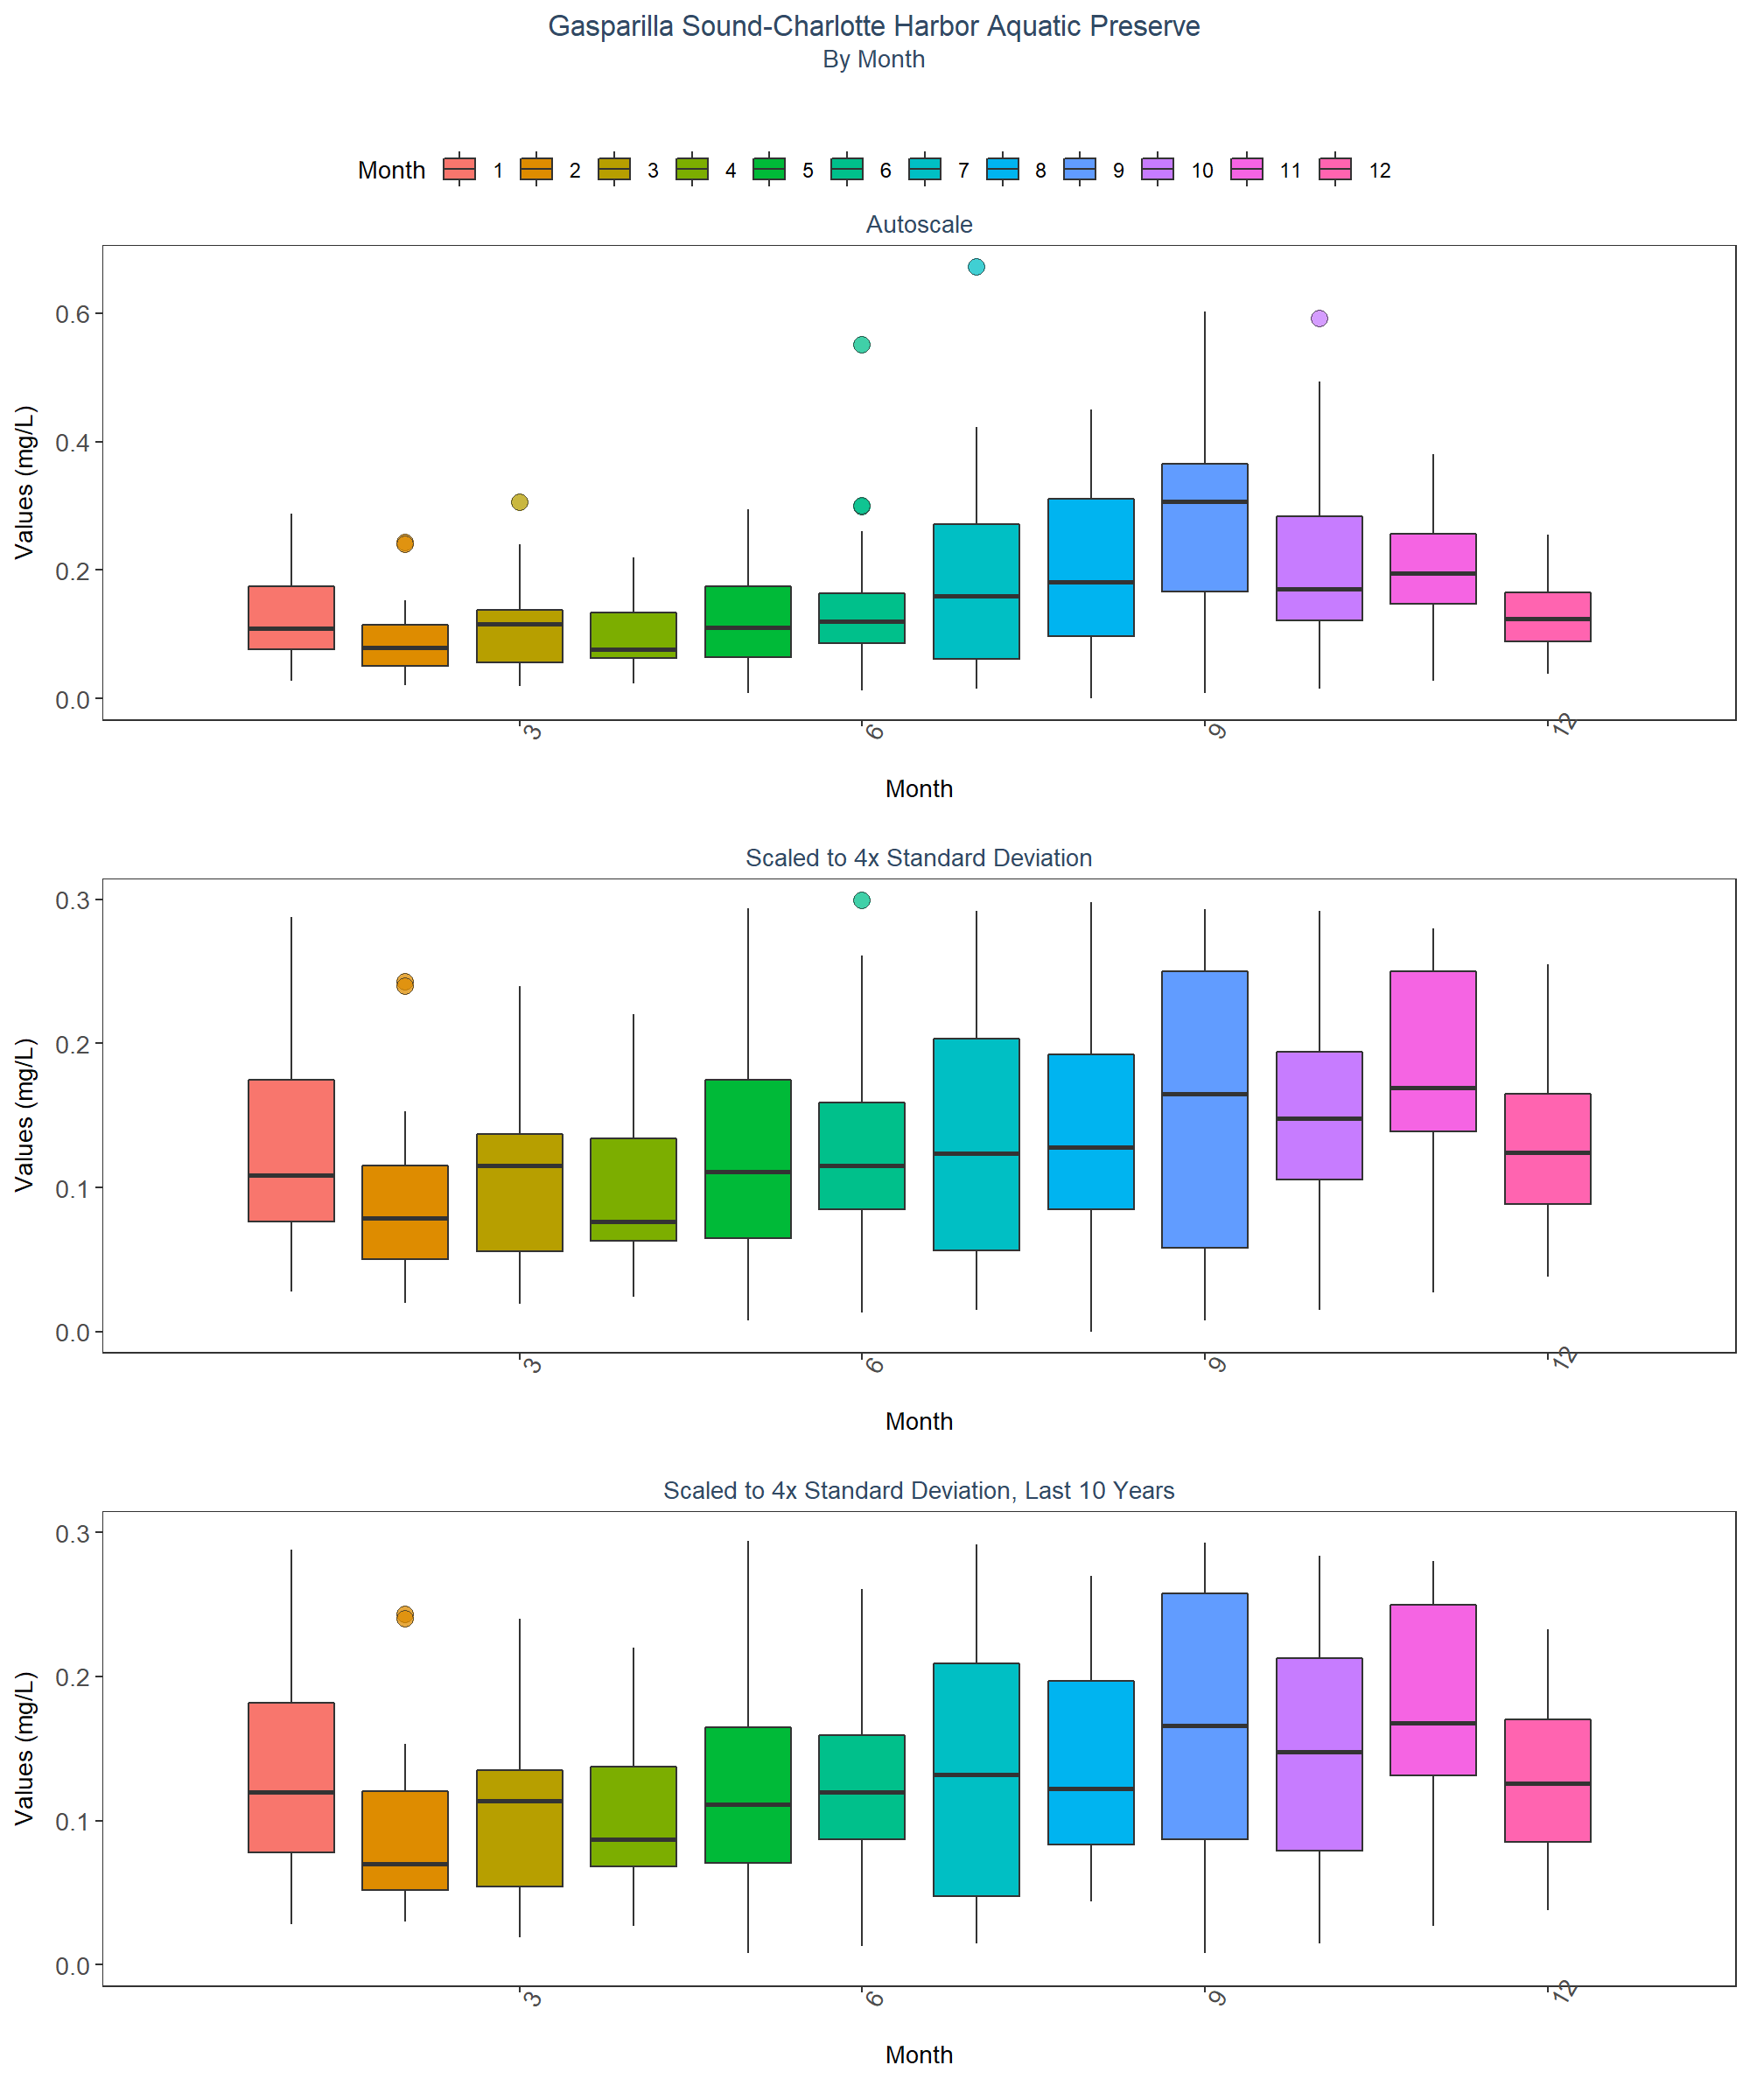 Gasparilla Sound-Charlotte Harbor Aquatic Preserve
By Month
Month 1 2 3 4 5 6 7 8 9 10 11 12
Autoscale
Values (mg/L)
0.6
0.4
0.2
0.0
3 6 9 12
Month
Scaled to 4x Standard Deviation
Values (mg/L)
0.3
0.2
0.1
0.0
3 6 9 12
Month
Scaled to 4x Standard Deviation, Last 10 Years
Values (mg/L)
0.3
0.2
0.1
0.0
3 6 9 12
Month